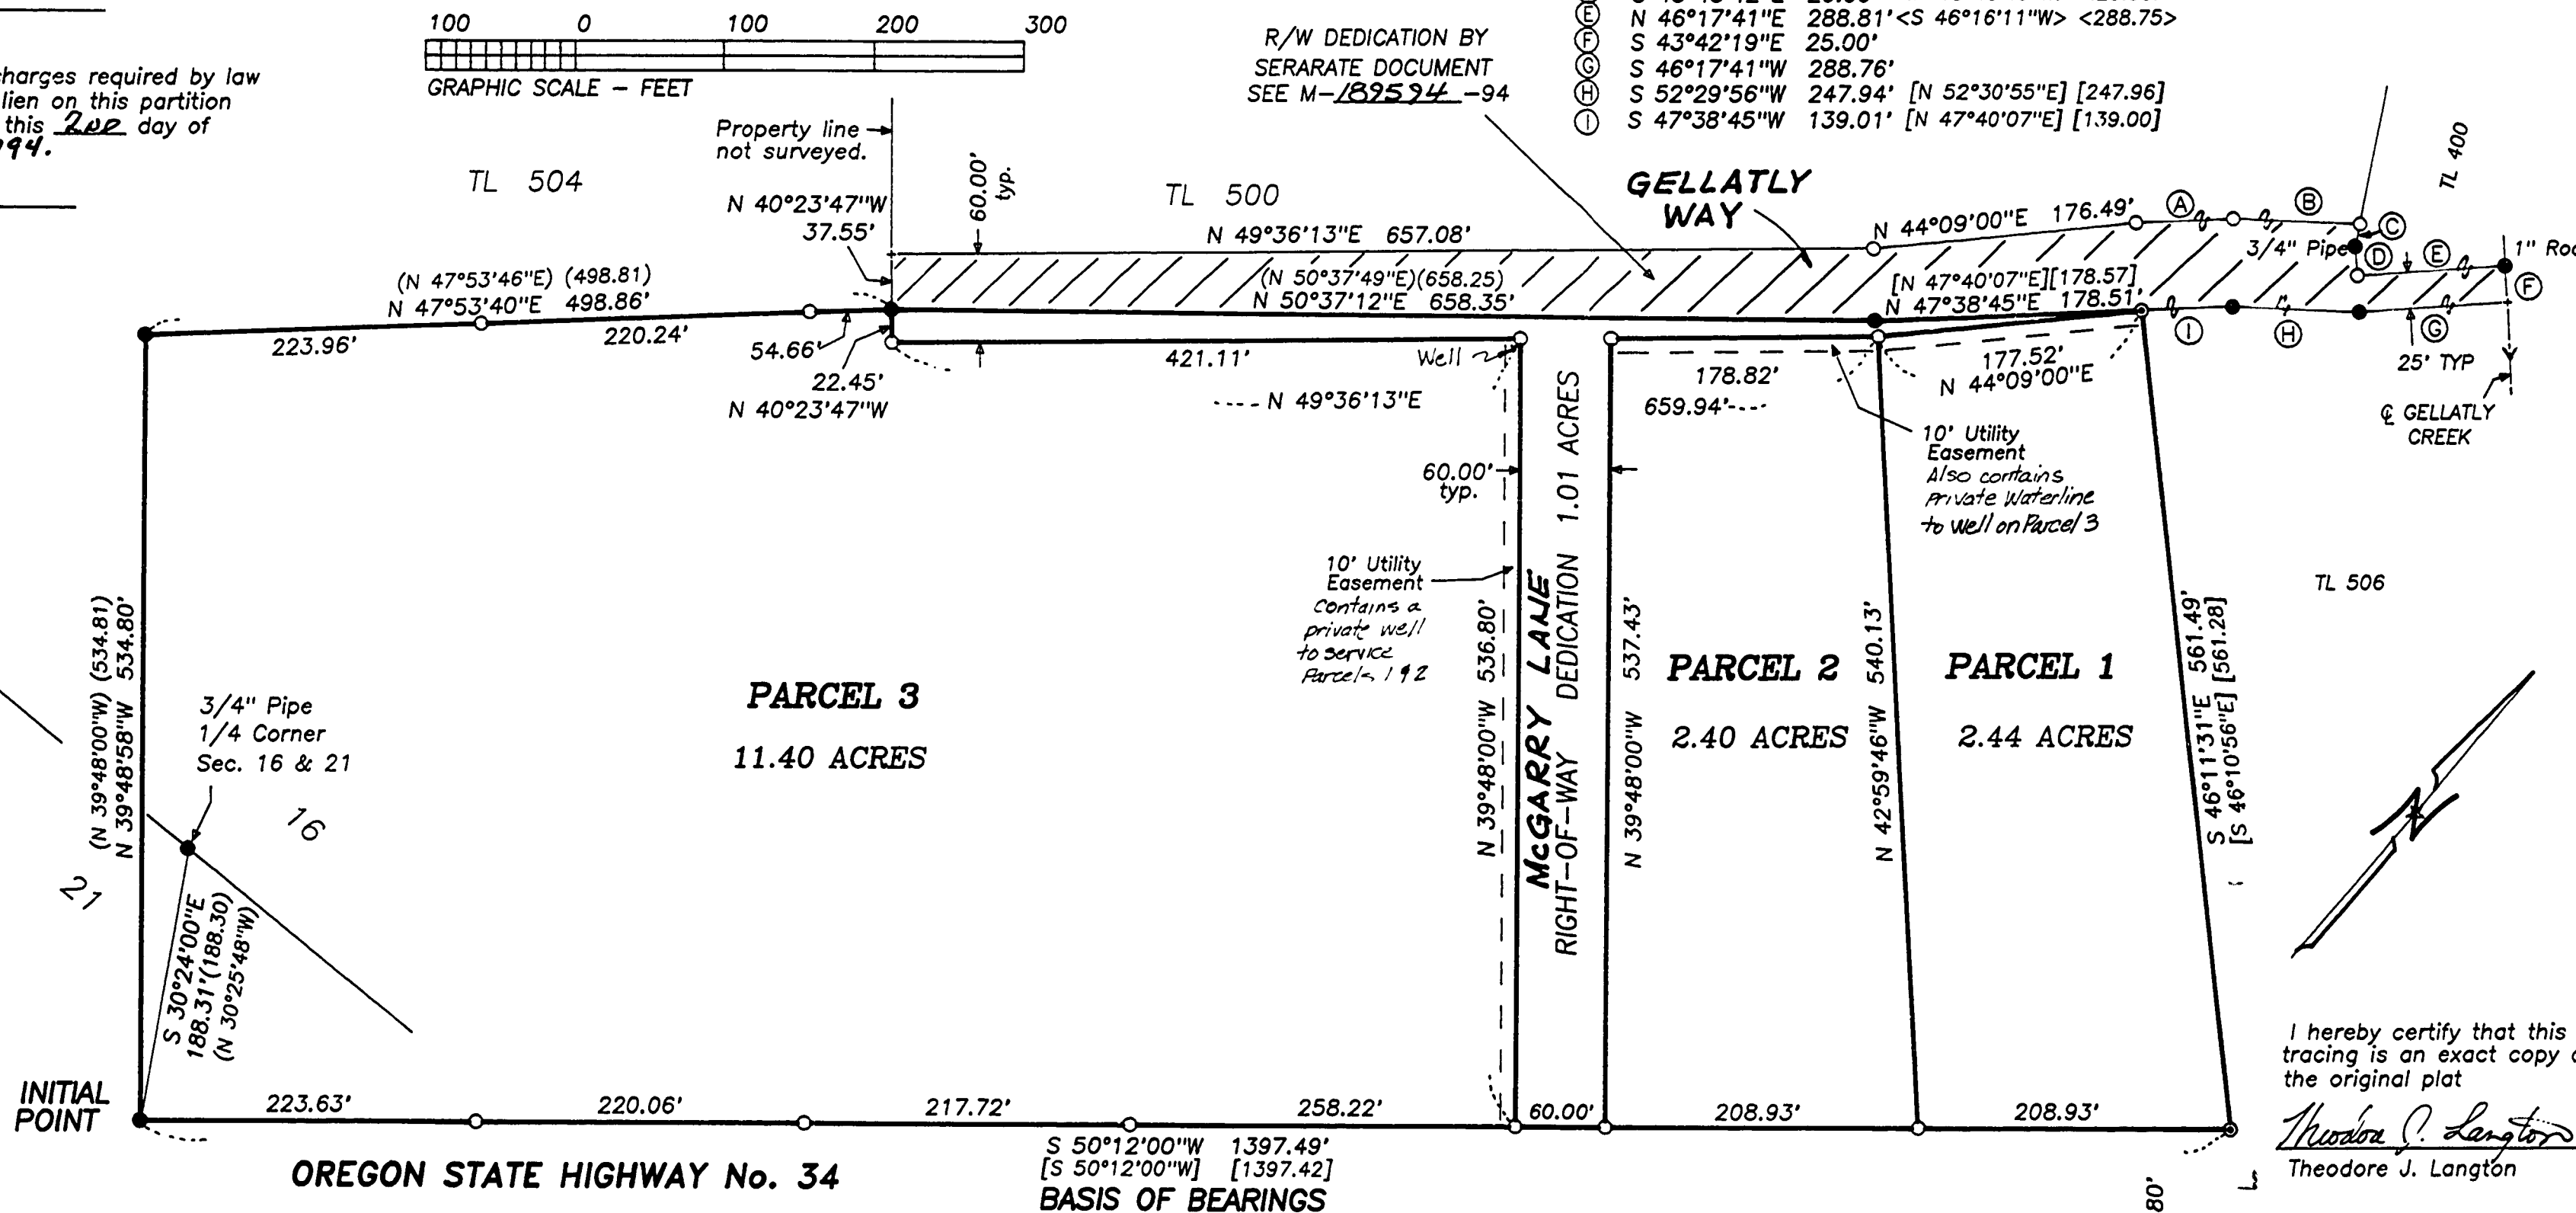 100 0 100 200 300
GRAPHIC SCALE – FEET
charges required by law
lien on this partition
this 2nd day of
94.
R/W DEDICATION BY
SERARATE DOCUMENT
SEE M-189594-94
Ⓔ N 46°17'41"E 288.81'<S 46°16'11"W> <288.75>
Ⓕ S 43°42'19"E 25.00'
Ⓖ S 46°17'41"W 288.76'
Ⓗ S 52°29'56"W 247.94' [N 52°30'55"E] [247.96]
Ⓘ S 47°38'45"W 139.01' [N 47°40'07"E] [139.00]
Property line
not surveyed.
TL 504
TL 500
TL 400
60.00'
typ.
N 40°23'47"W
37.55'
GELLATLY
WAY
N 49°36'13"E 657.08'
N 44°09'00"E 176.49'
Ⓐ Ⓑ Ⓒ
3/4" Pipe Ⓓ Ⓔ 1" Rod
Ⓕ
(N 47°53'46"E) (498.81)
N 47°53'40"E 498.86'
(N 50°37'49"E)(658.25)
N 50°37'12"E 658.35'
[N 47°40'07"E][178.57]
N 47°38'45"E 178.51'
Ⓘ Ⓗ Ⓖ
223.96'
220.24'
54.66'
22.45'
N 40°23'47"W
421.11'
Well
178.82'
177.52'
N 44°09'00"E
25' TYP
N 49°36'13"E
659.94'
℄ GELLATLY
CREEK
10' Utility
Easement
Also contains
Private Waterline
to well on Parcel 3
60.00'
typ.
10' Utility
Easement
Contains a
private well
to service
Parcels 1 & 2
TL 506
(N 39°48'00"W) (534.81)
N 39°48'58"W 534.80'
3/4" Pipe
1/4 Corner
Sec. 16 & 21
16
21
S 30°24'00"E
188.31'(188.30)
(N 30°25'48"W)
PARCEL 3
11.40 ACRES
N 39°48'00"W 536.80'
McGARRY LANE
RIGHT–OF–WAY DEDICATION 1.01 ACRES
N 39°48'00"W 537.43'
PARCEL 2
2.40 ACRES
N 42°59'46"W 540.13'
PARCEL 1
2.44 ACRES
S 46°11'31"E 561.49'
[S 46°10'56"E] [561.28]
N
INITIAL
POINT
223.63' 220.06' 217.72' 258.22' 60.00' 208.93' 208.93'
S 50°12'00"W 1397.49'
[S 50°12'00"W] [1397.42]
BASIS OF BEARINGS
OREGON STATE HIGHWAY No. 34
80'
I hereby certify that this
tracing is an exact copy o
the original plat
Theodore J. Langton
Theodore J. Langton